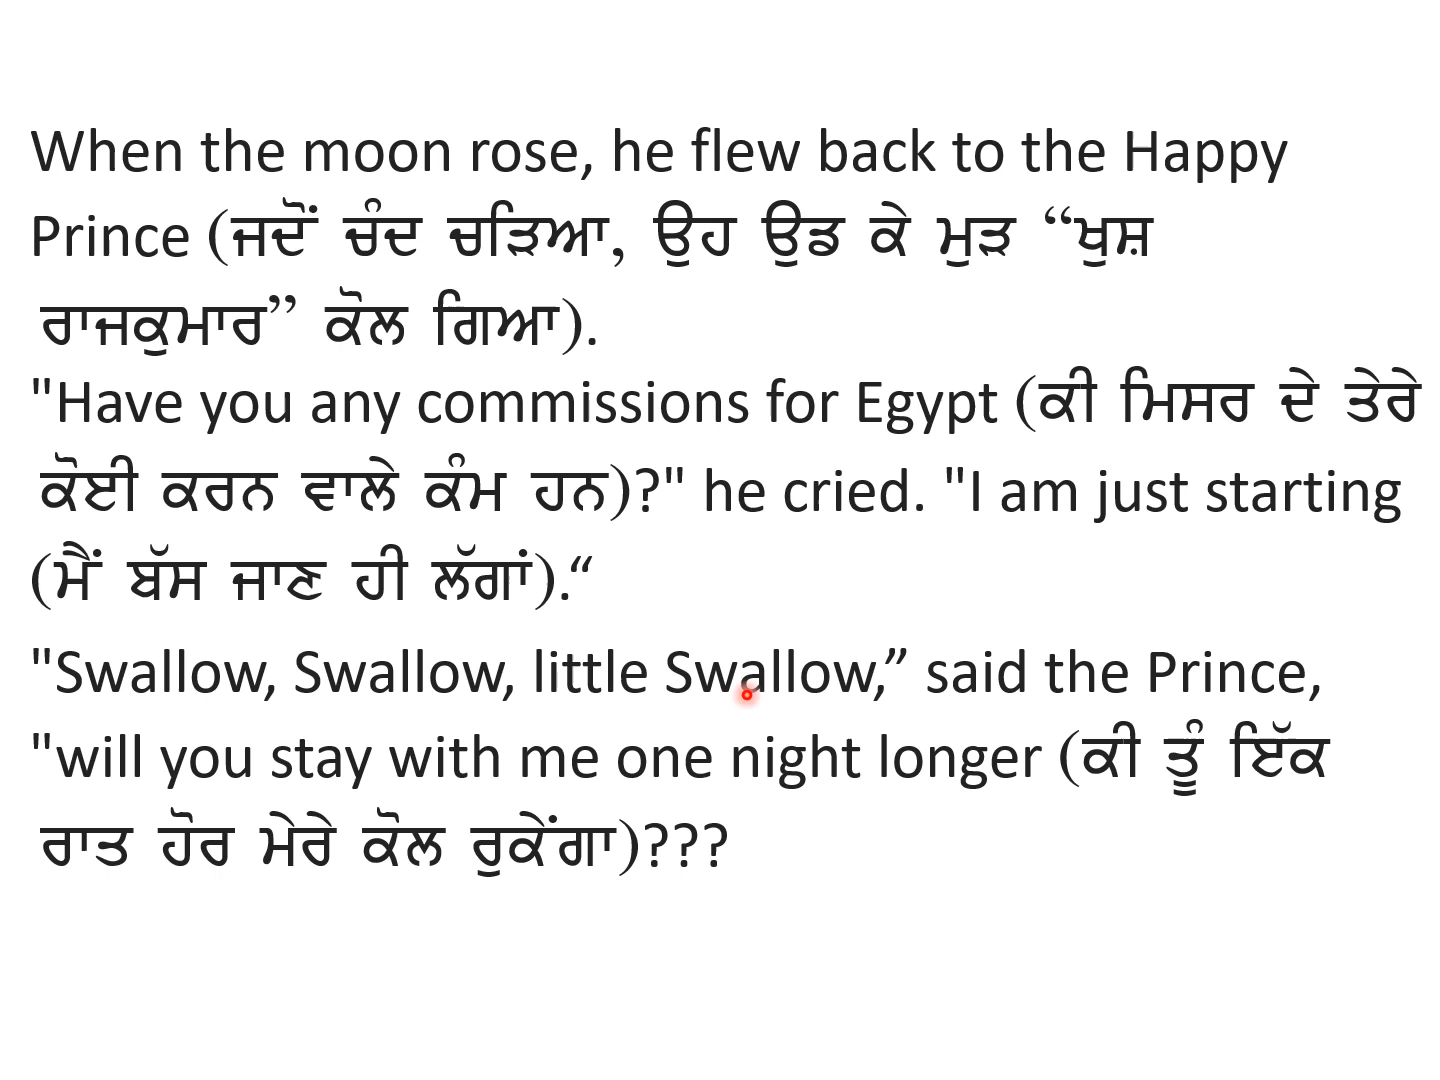 When the moon rose, he flew back to the Happy
Prince (ਜਦੋਂ ਚੰਦ ਚੜਿਆ, ਉਹ ਉਡ ਕੇ ਮੁੜ “ਖੁਸ਼
ਰਾਜਕੁਮਾਰ” ਕੋਲ ਗਿਆ).
"Have you any commissions for Egypt (ਕੀ ਮਿਸਰ ਦੇ ਤੇਰੇ
ਕੋਈ ਕਰਨ ਵਾਲੇ ਕੰਮ ਹਨ)?" he cried. "I am just starting
(ਮੈਂ ਬੱਸ ਜਾਣ ਹੀ ਲੱਗਾਂ).“
"Swallow, Swallow, little Swallow,” said the Prince,
"will you stay with me one night longer (ਕੀ ਤੂੰ ਇੱਕ
ਰਾਤ ਹੋਰ ਮੇਰੇ ਕੋਲ ਰੁਕੇਂਗਾ)???